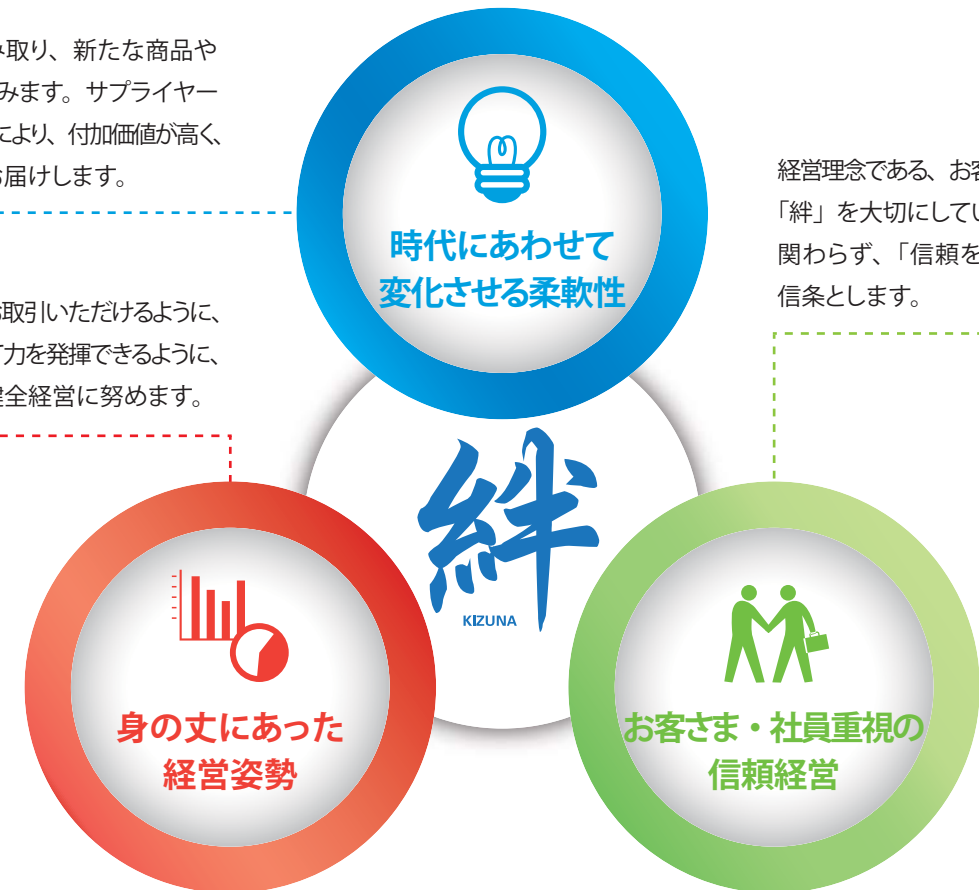 み取り、新たな商品や
みます。サプライヤー
により、付加価値が高く、
お届けします。
時代にあわせて
変化させる柔軟性
経営理念である、お客
「絆」を大切にしてい
関わらず、「信頼を
信条とします。
お取引いただけるように、
て力を発揮できるように、
健全経営に努めます。
絆
KIZUNA
身の丈にあった
経営姿勢
お客さま・社員重視の
信頼経営